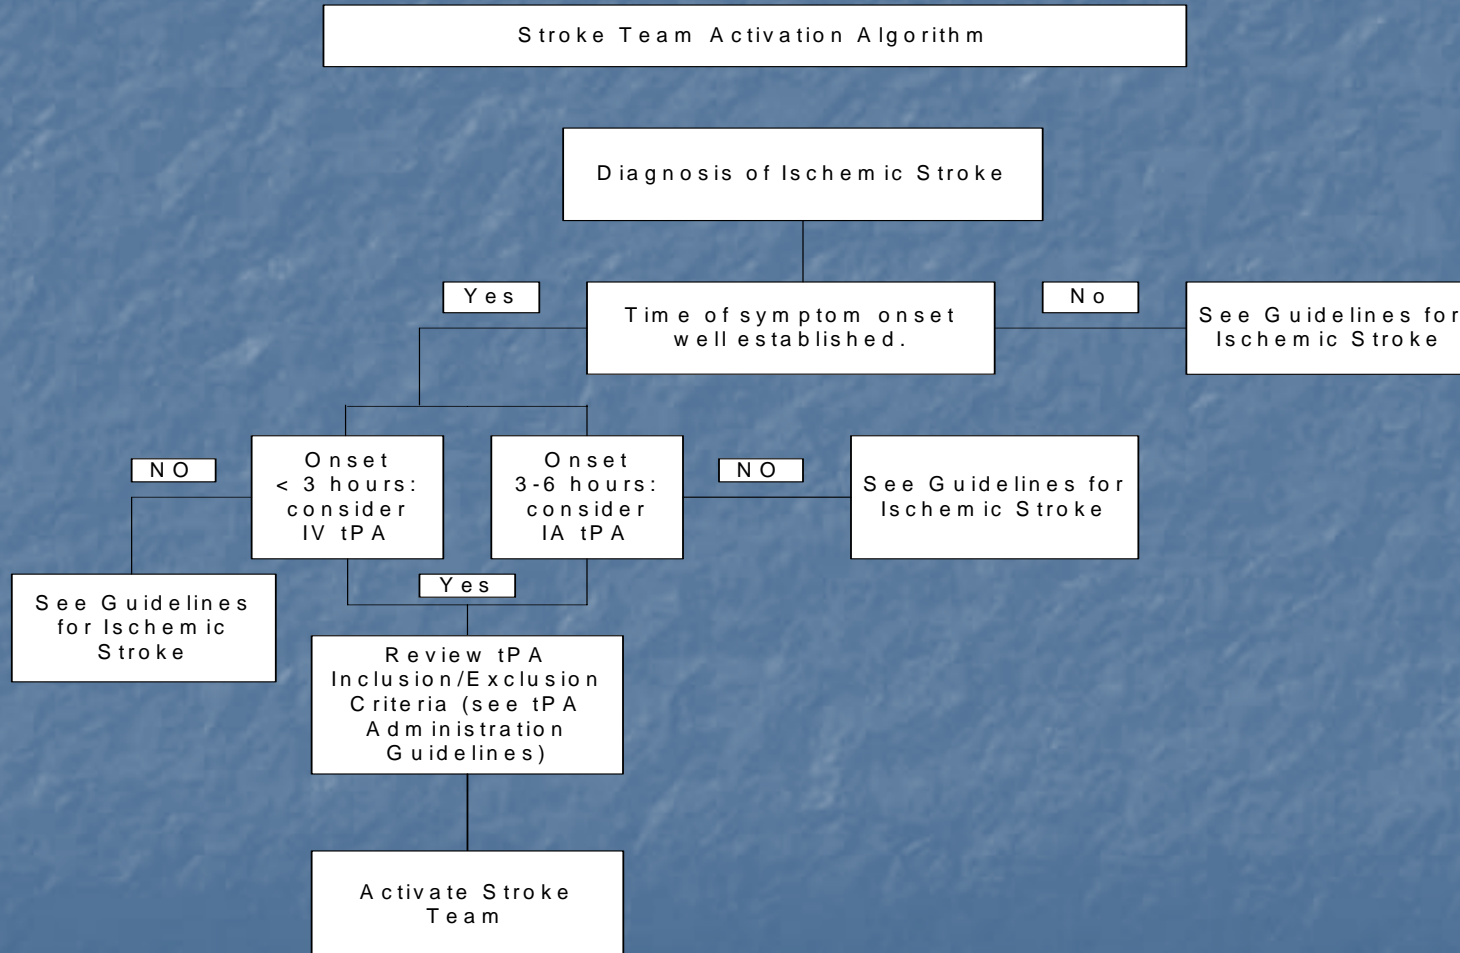 Stroke Team Activation Algorithm
Diagnosis of Ischemic Stroke
Yes
Time of symptom onset
well established.
No
See Guidelines for
Ischemic Stroke
NO
Onset
< 3 hours:
consider
IV tPA
Onset
3-6 hours:
consider
IA tPA
NO
See Guidelines for
Ischemic Stroke
Yes
See Guidelines
for Ischemic
Stroke
Review tPA
Inclusion/Exclusion
Criteria (see tPA
Administration
Guidelines)
Activate Stroke
Team